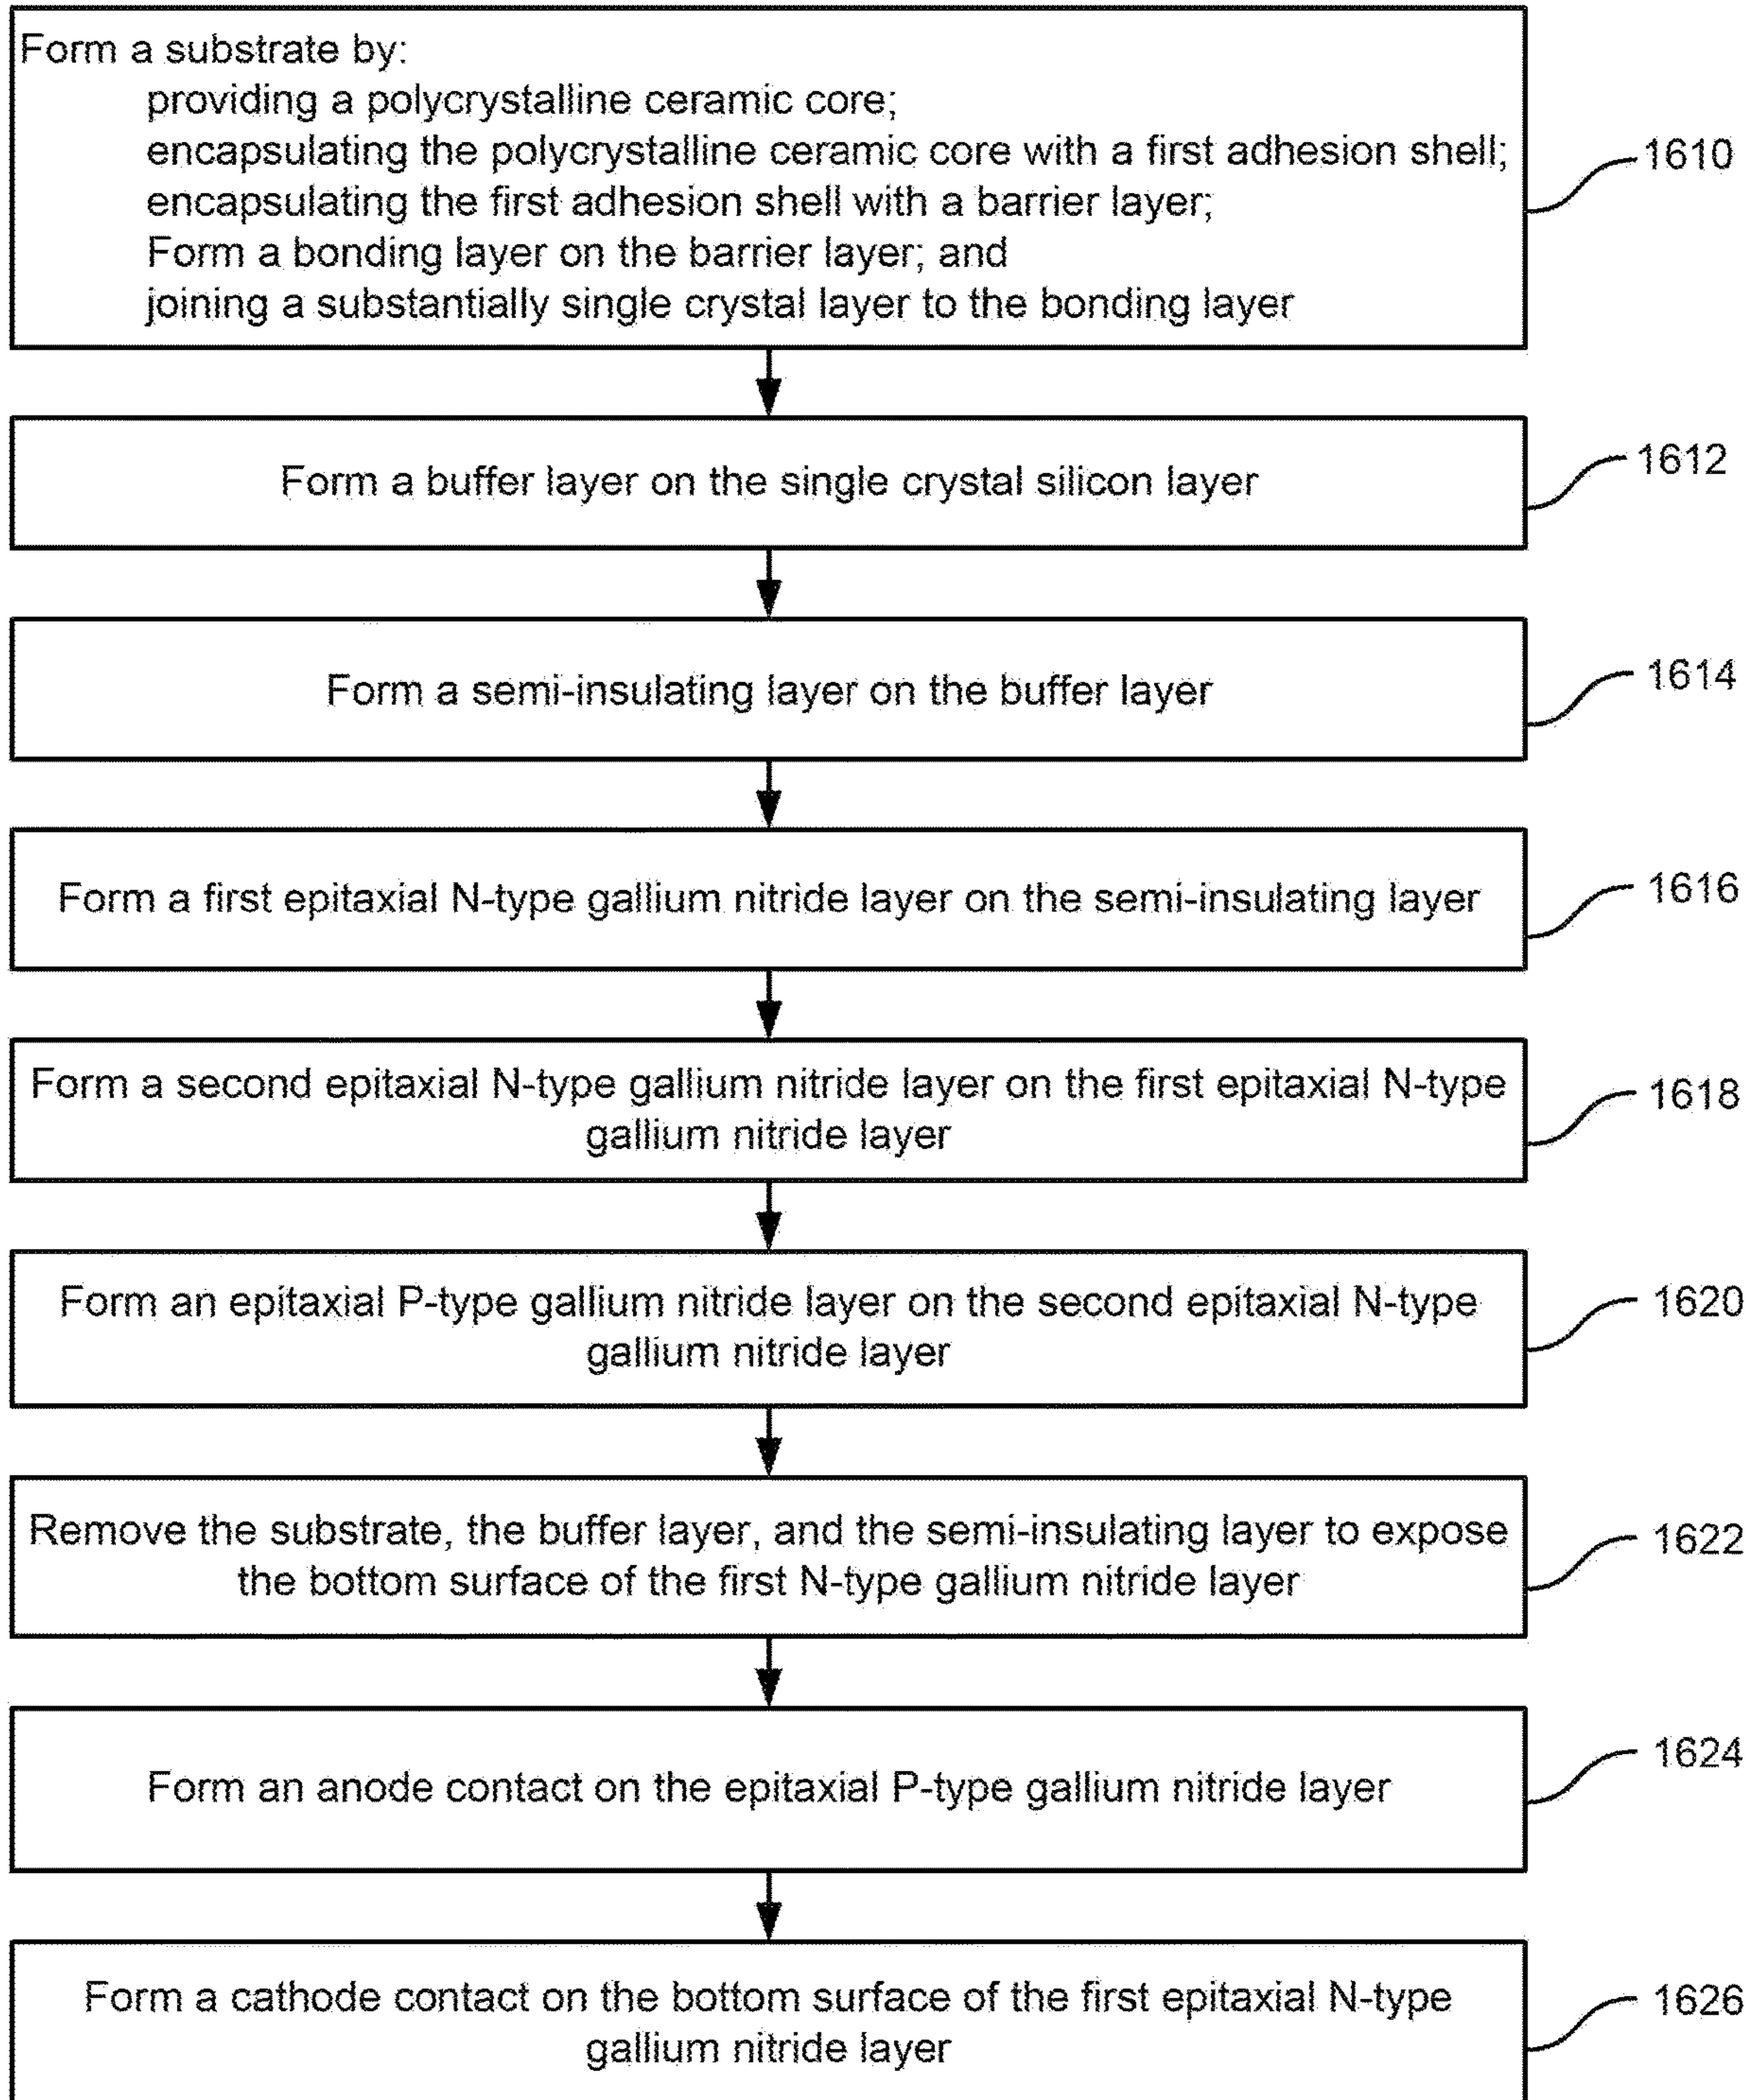 Form a substrate by:
providing a polycrystalline ceramic core;
encapsulating the polycrystalline ceramic core with a first adhesion shell;
encapsulating the first adhesion shell with a barrier layer;
Form a bonding layer on the barrier layer; and
joining a substantially single crystal layer to the bonding layer
1610
Form a buffer layer on the single crystal silicon layer
1612
Form a semi-insulating layer on the buffer layer
1614
Form a first epitaxial N-type gallium nitride layer on the semi-insulating layer
1616
Form a second epitaxial N-type gallium nitride layer on the first epitaxial N-type
gallium nitride layer
1618
Form an epitaxial P-type gallium nitride layer on the second epitaxial N-type
gallium nitride layer
1620
Remove the substrate, the buffer layer, and the semi-insulating layer to expose
the bottom surface of the first N-type gallium nitride layer
1622
Form an anode contact on the epitaxial P-type gallium nitride layer
1624
Form a cathode contact on the bottom surface of the first epitaxial N-type
gallium nitride layer
1626